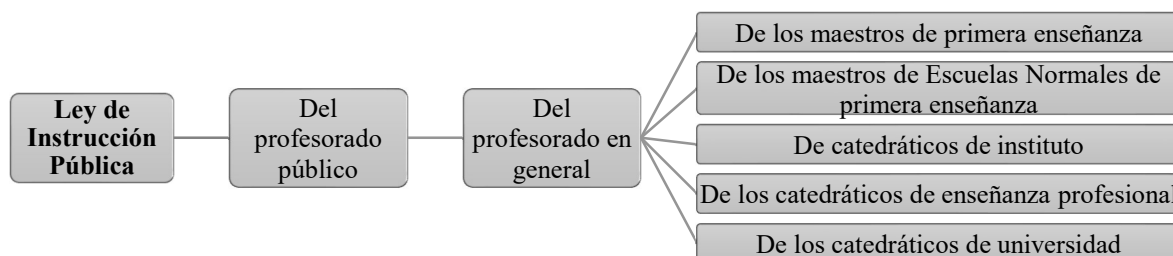 Ley de
Instrucción
Pública
Del
profesorado
público
Del
profesorado en
general
De los maestros de primera enseñanza
De los maestros de Escuelas Normales de
primera enseñanza
De catedráticos de instituto
De los catedráticos de enseñanza profesional
De los catedráticos de universidad